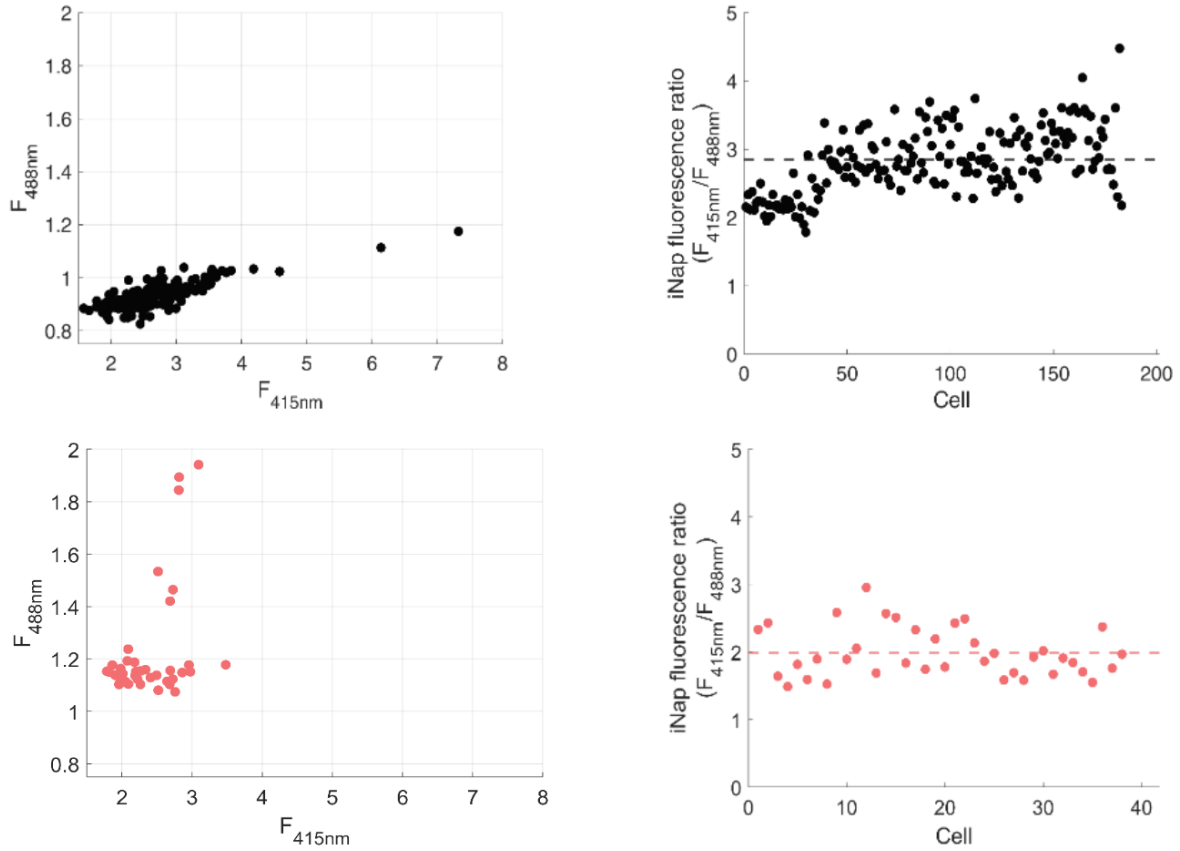 2
1.8
1.6
1.4
1.2
1
0.8
F488nm
2 3 4 5 6 7 8
F415nm
5
4
3
2
1
0
iNap fluorescence ratio
(F415nm/F488nm)
0 50 100 150 200
Cell
2
1.8
1.6
1.4
1.2
1
0.8
F488nm
2 3 4 5 6 7 8
F415nm
5
4
3
2
1
0
iNap fluorescence ratio
(F415nm/F488nm)
0 10 20 30 40
Cell